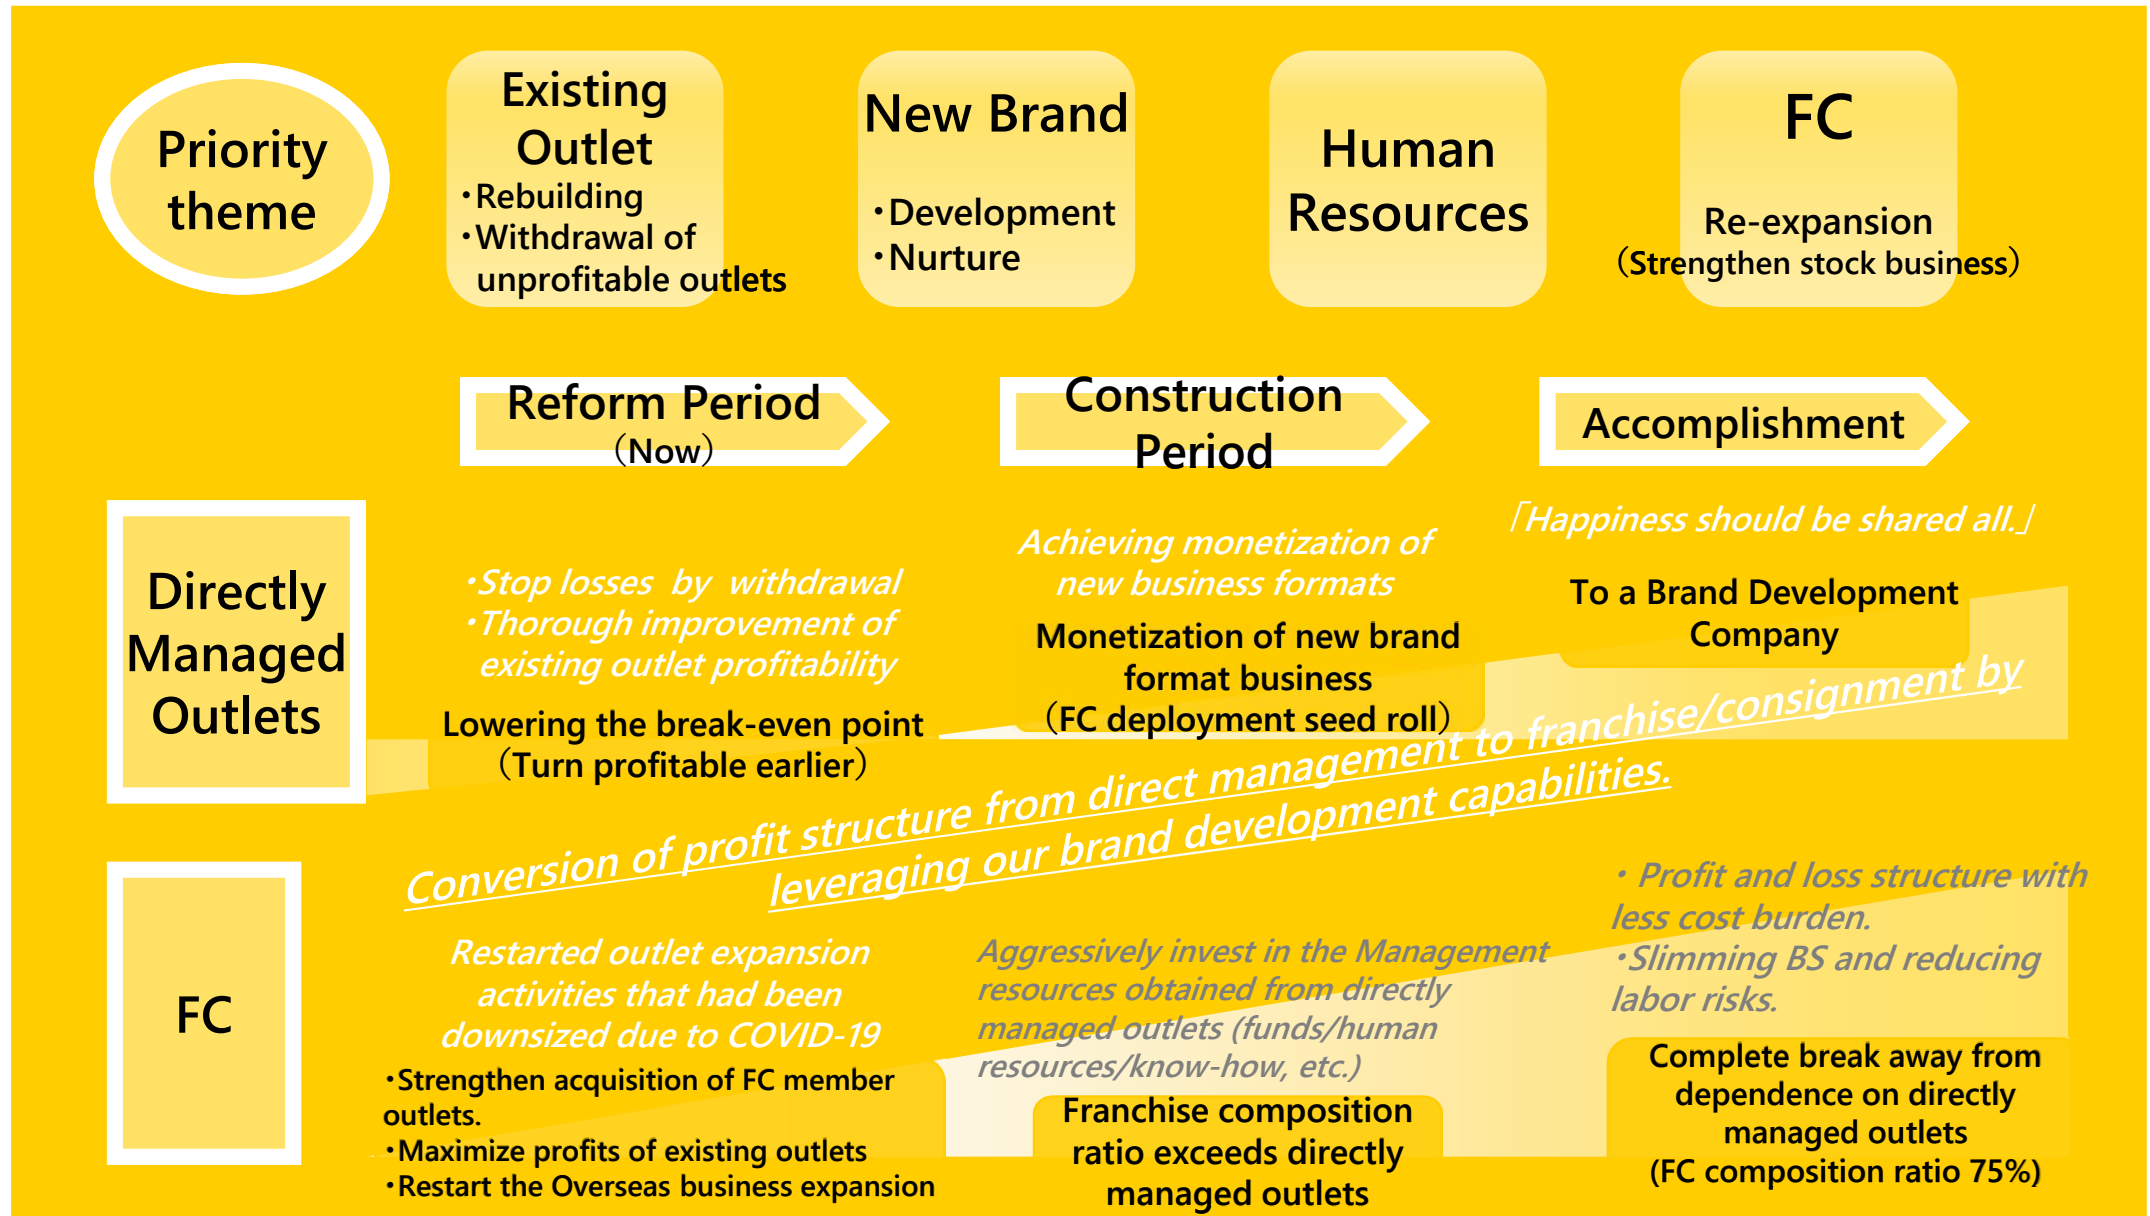 Priority
theme
Existing
Outlet
・Rebuilding
・Withdrawal of
unprofitable outlets
New Brand
・Development
・Nurture
Human
Resources
FC
Re-expansion
（Strengthen stock business）
Reform Period
（Now）
Construction
Period
Accomplishment
Directly
Managed
Outlets
・Stop losses by withdrawal
・Thorough improvement of
existing outlet profitability
Lowering the break-even point
（Turn profitable earlier）
Achieving monetization of
new business formats
Monetization of new brand
format business
（FC deployment seed roll）
「Happiness should be shared all.」
To a Brand Development
Company
Conversion of profit structure from direct management to franchise/consignment by
leveraging our brand development capabilities.
FC
Restarted outlet expansion
activities that had been
downsized due to COVID-19
・Strengthen acquisition of FC member
outlets.
・Maximize profits of existing outlets
・Restart the Overseas business expansion
Aggressively invest in the Management
resources obtained from directly
managed outlets (funds/human
resources/know-how, etc.)
Franchise composition
ratio exceeds directly
managed outlets
・ Profit and loss structure with
less cost burden.
・Slimming BS and reducing
labor risks.
Complete break away from
dependence on directly
managed outlets
(FC composition ratio 75%)